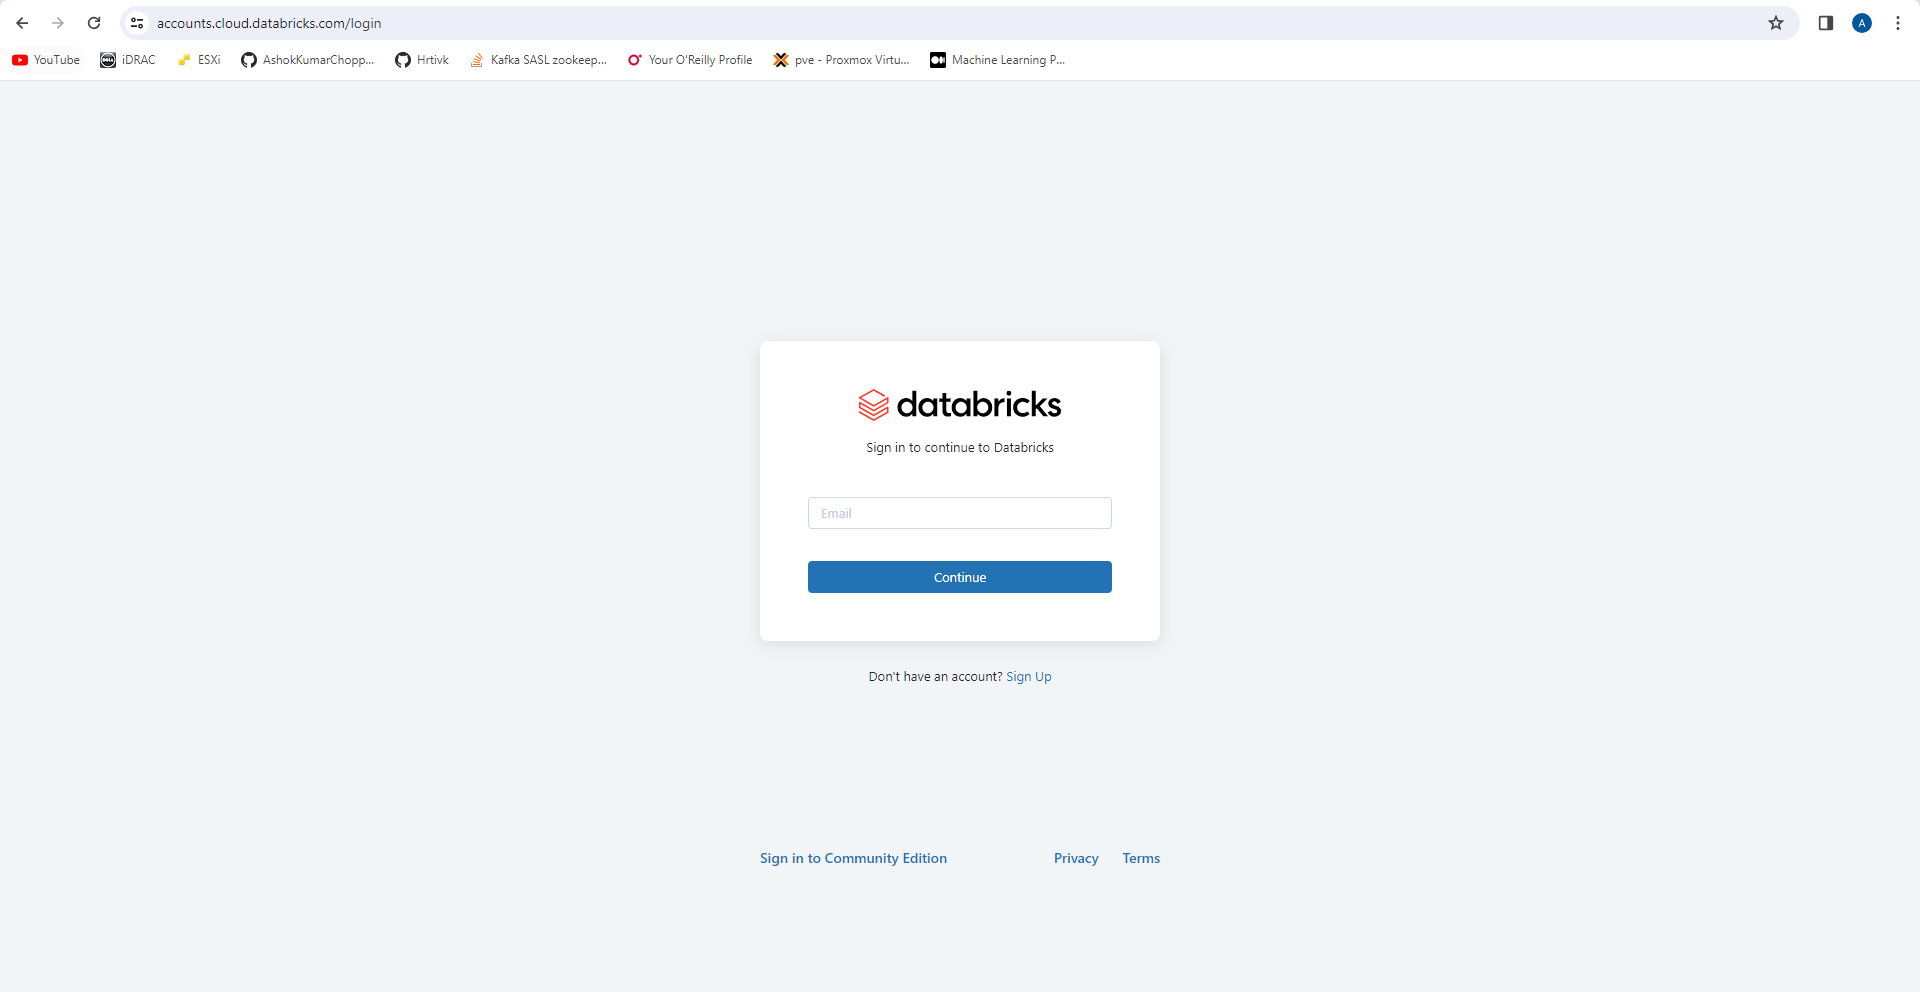 accounts.cloud.databricks.com/login
A
YouTube
iDRAC
ESXi
AshokKumarChopp...
Hrtivk
Kafka SASL zookeep...
Your O'Reilly Profile
pve - Proxmox Virtu...
Machine Learning P...
databricks
Sign in to continue to Databricks
Email
Continue
Don't have an account? Sign Up
Sign in to Community Edition
Privacy
Terms